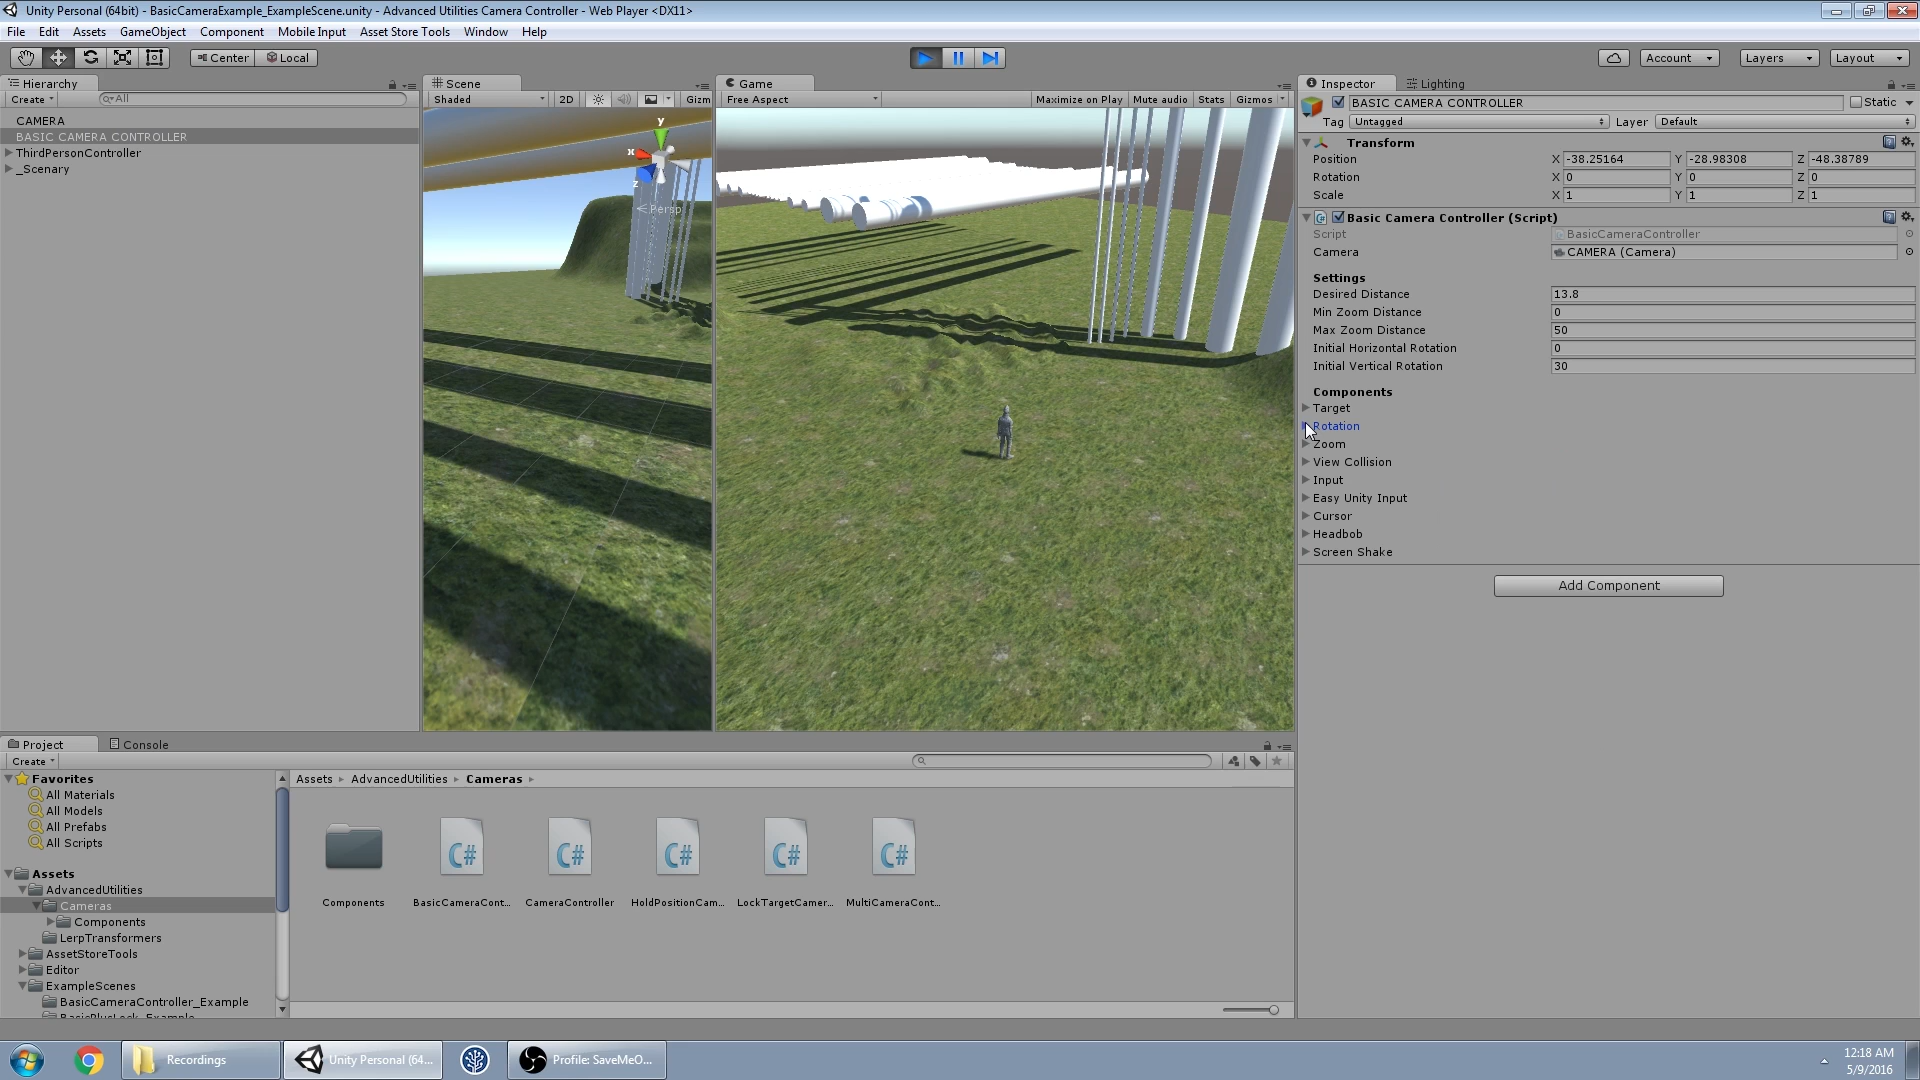 Unity Personal (64bit) - BasicCameraExample_ExampleScene.unity - Advanced Utilities Camera Controller - Web Player <DX11>
File Edit Assets GameObject Component Mobile Input Asset Store Tools Window Help
Center Local Account Layers Layout
Hierarchy
Create All
CAMERA
BASIC CAMERA CONTROLLER
ThirdPersonController
_Scenary
Scene
Shaded 2D Gizm
y
x
z
Persp
Game
Free Aspect Maximize on Play Mute audio Stats Gizmos
Inspector Lighting
BASIC CAMERA CONTROLLER Static
Tag Untagged Layer Default
Transform
Position X -38.25164 Y -28.98308 Z -48.38789
Rotation X 0 Y 0 Z 0
Scale X 1 Y 1 Z 1
Basic Camera Controller (Script)
Script BasicCameraController
Camera CAMERA (Camera)
Settings
Desired Distance 13.8
Min Zoom Distance 0
Max Zoom Distance 50
Initial Horizontal Rotation 0
Initial Vertical Rotation 30
Components
Target
Rotation
Zoom
View Collision
Input
Easy Unity Input
Cursor
Headbob
Screen Shake
Add Component
Project Console
Create
Favorites
All Materials
All Models
All Prefabs
All Scripts
Assets
AdvancedUtilities
Cameras
Components
LerpTransformers
AssetStoreTools
Editor
ExampleScenes
BasicCameraController_Example
BasicPlusLock_Example
Assets AdvancedUtilities Cameras
C# C# C# C# C#
Components BasicCameraCont... CameraController HoldPositionCam... LockTargetCamer... MultiCameraCont...
Recordings Unity Personal (64... Profile: SaveMeO...
12:18 AM
5/9/2016